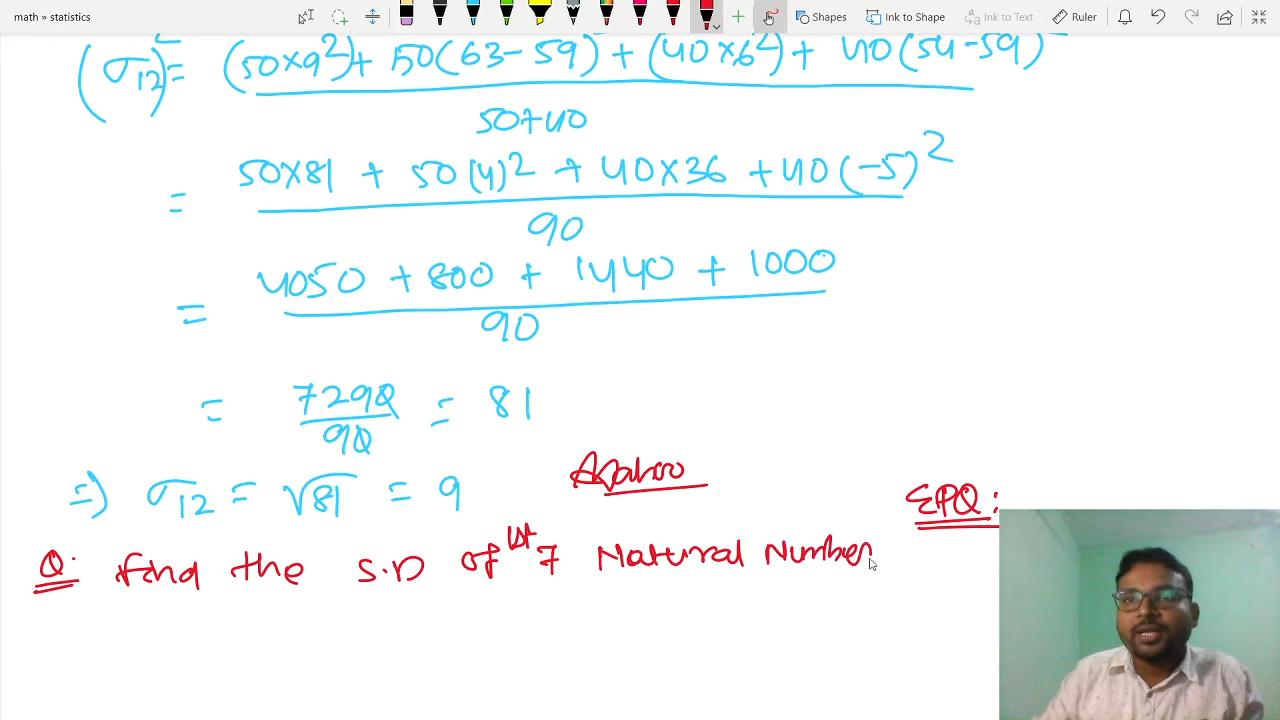 math » statistics
Shapes Ink to Shape Ink to Text Ruler
(σ12)² = (50×9²)+ 50(63-59)² + (40×6²) + 40(54-59)²
50+40
= 50×81 + 50(4)² + 40×36 + 40(-5)²
90
= 4050 + 800 + 1440 + 1000
90
= 7290 = 81
90
=) σ12 = √81 = 9
EPQ:
Q. Find the S.D of 1st 7 Natural Number